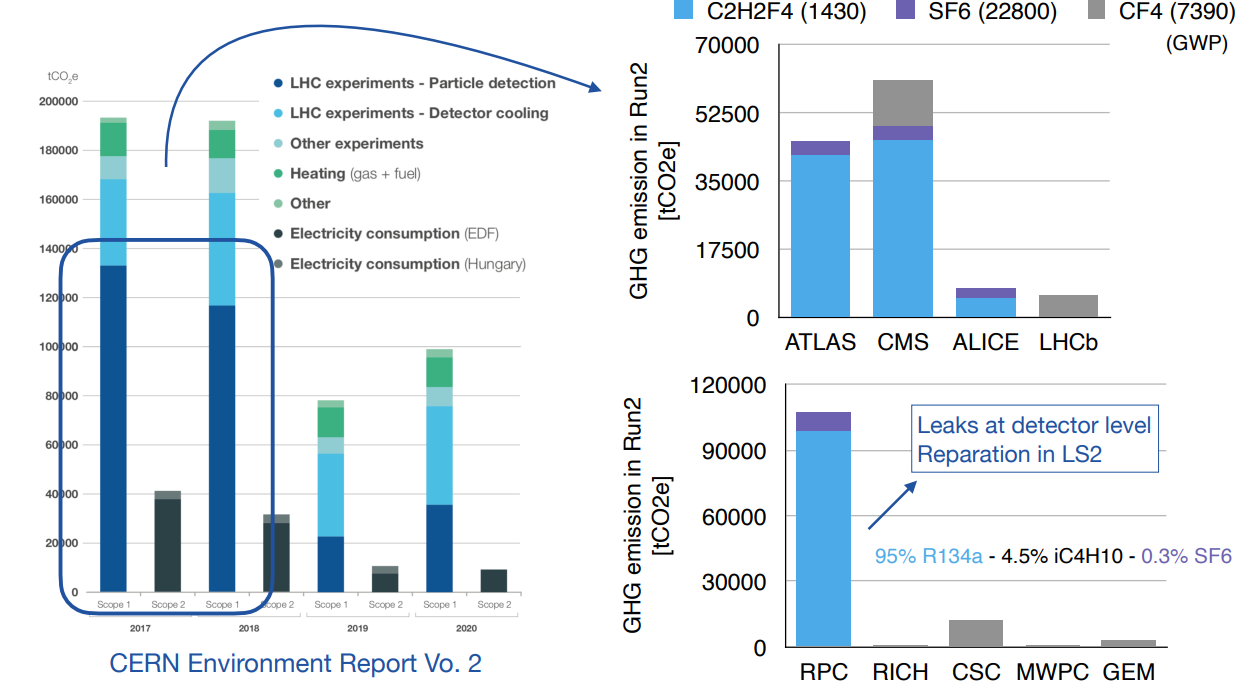 tCO2e
200000
180000
160000
140000
120000
100000
80000
60000
40000
20000
0
LHC experiments - Particle detection
LHC experiments - Detector cooling
Other experiments
Heating (gas + fuel)
Other
Electricity consumption (EDF)
Electricity consumption (Hungary)
Scope 1 Scope 2 Scope 1 Scope 2 Scope 1 Scope 2 Scope 1 Scope 2
2017 2018 2019 2020
CERN Environment Report Vo. 2
C2H2F4 (1430) SF6 (22800) CF4 (7390)
(GWP)
GHG emission in Run2
[tCO2e]
70000
52500
35000
17500
0
ATLAS CMS ALICE LHCb
GHG emission in Run2
[tCO2e]
120000
90000
60000
30000
0
Leaks at detector level
Reparation in LS2
95% R134a - 4.5% iC4H10 - 0.3% SF6
RPC RICH CSC MWPC GEM